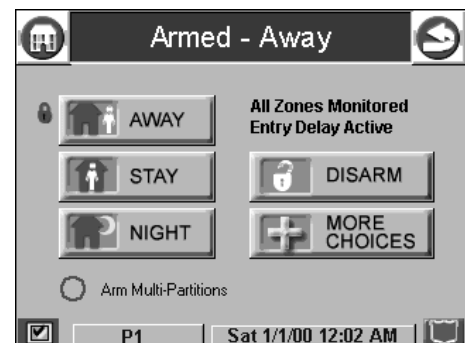 Armed - Away
AWAY
All Zones Monitored
Entry Delay Active
STAY
DISARM
NIGHT
MORE
CHOICES
Arm Multi-Partitions
P1
Sat 1/1/00 12:02 AM